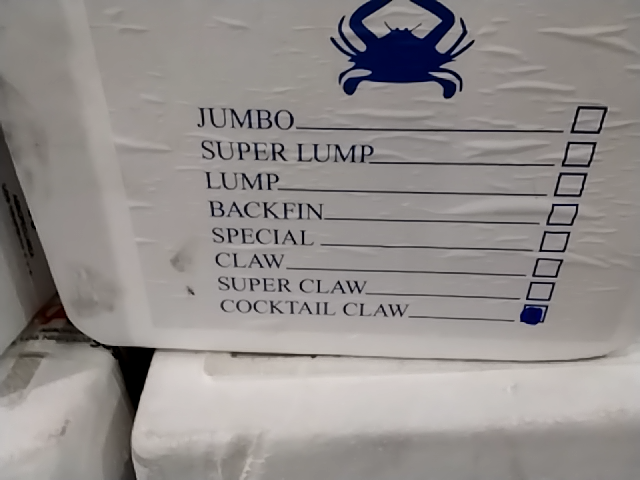 JUMBO
SUPER LUMP
LUMP
BACKFIN
SPECIAL
CLAW
SUPER CLAW
COCKTAIL CLAW